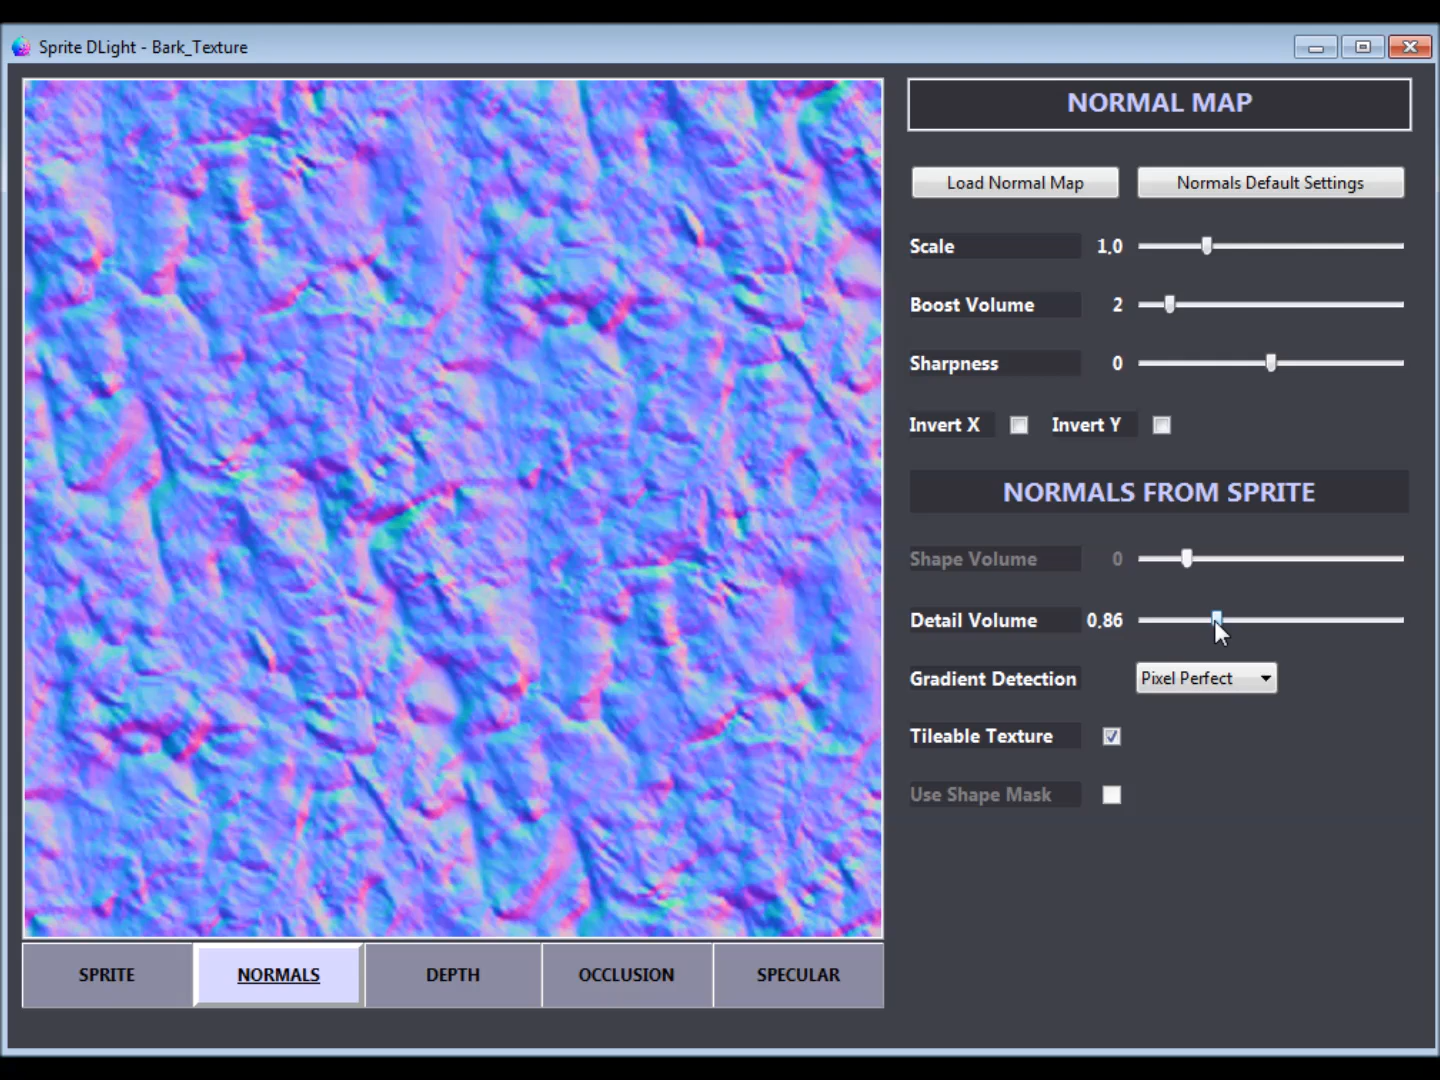 Sprite DLight - Bark_Texture
NORMAL MAP
Load Normal Map
Normals Default Settings
Scale 1,0
Boost Volume 2
Sharpness 0
Invert X Invert Y
NORMALS FROM SPRITE
Shape Volume 0
Detail Volume 0,86
Gradient Detection Pixel Perfect
Tileable Texture
Use Shape Mask
SPRITE NORMALS DEPTH OCCLUSION SPECULAR